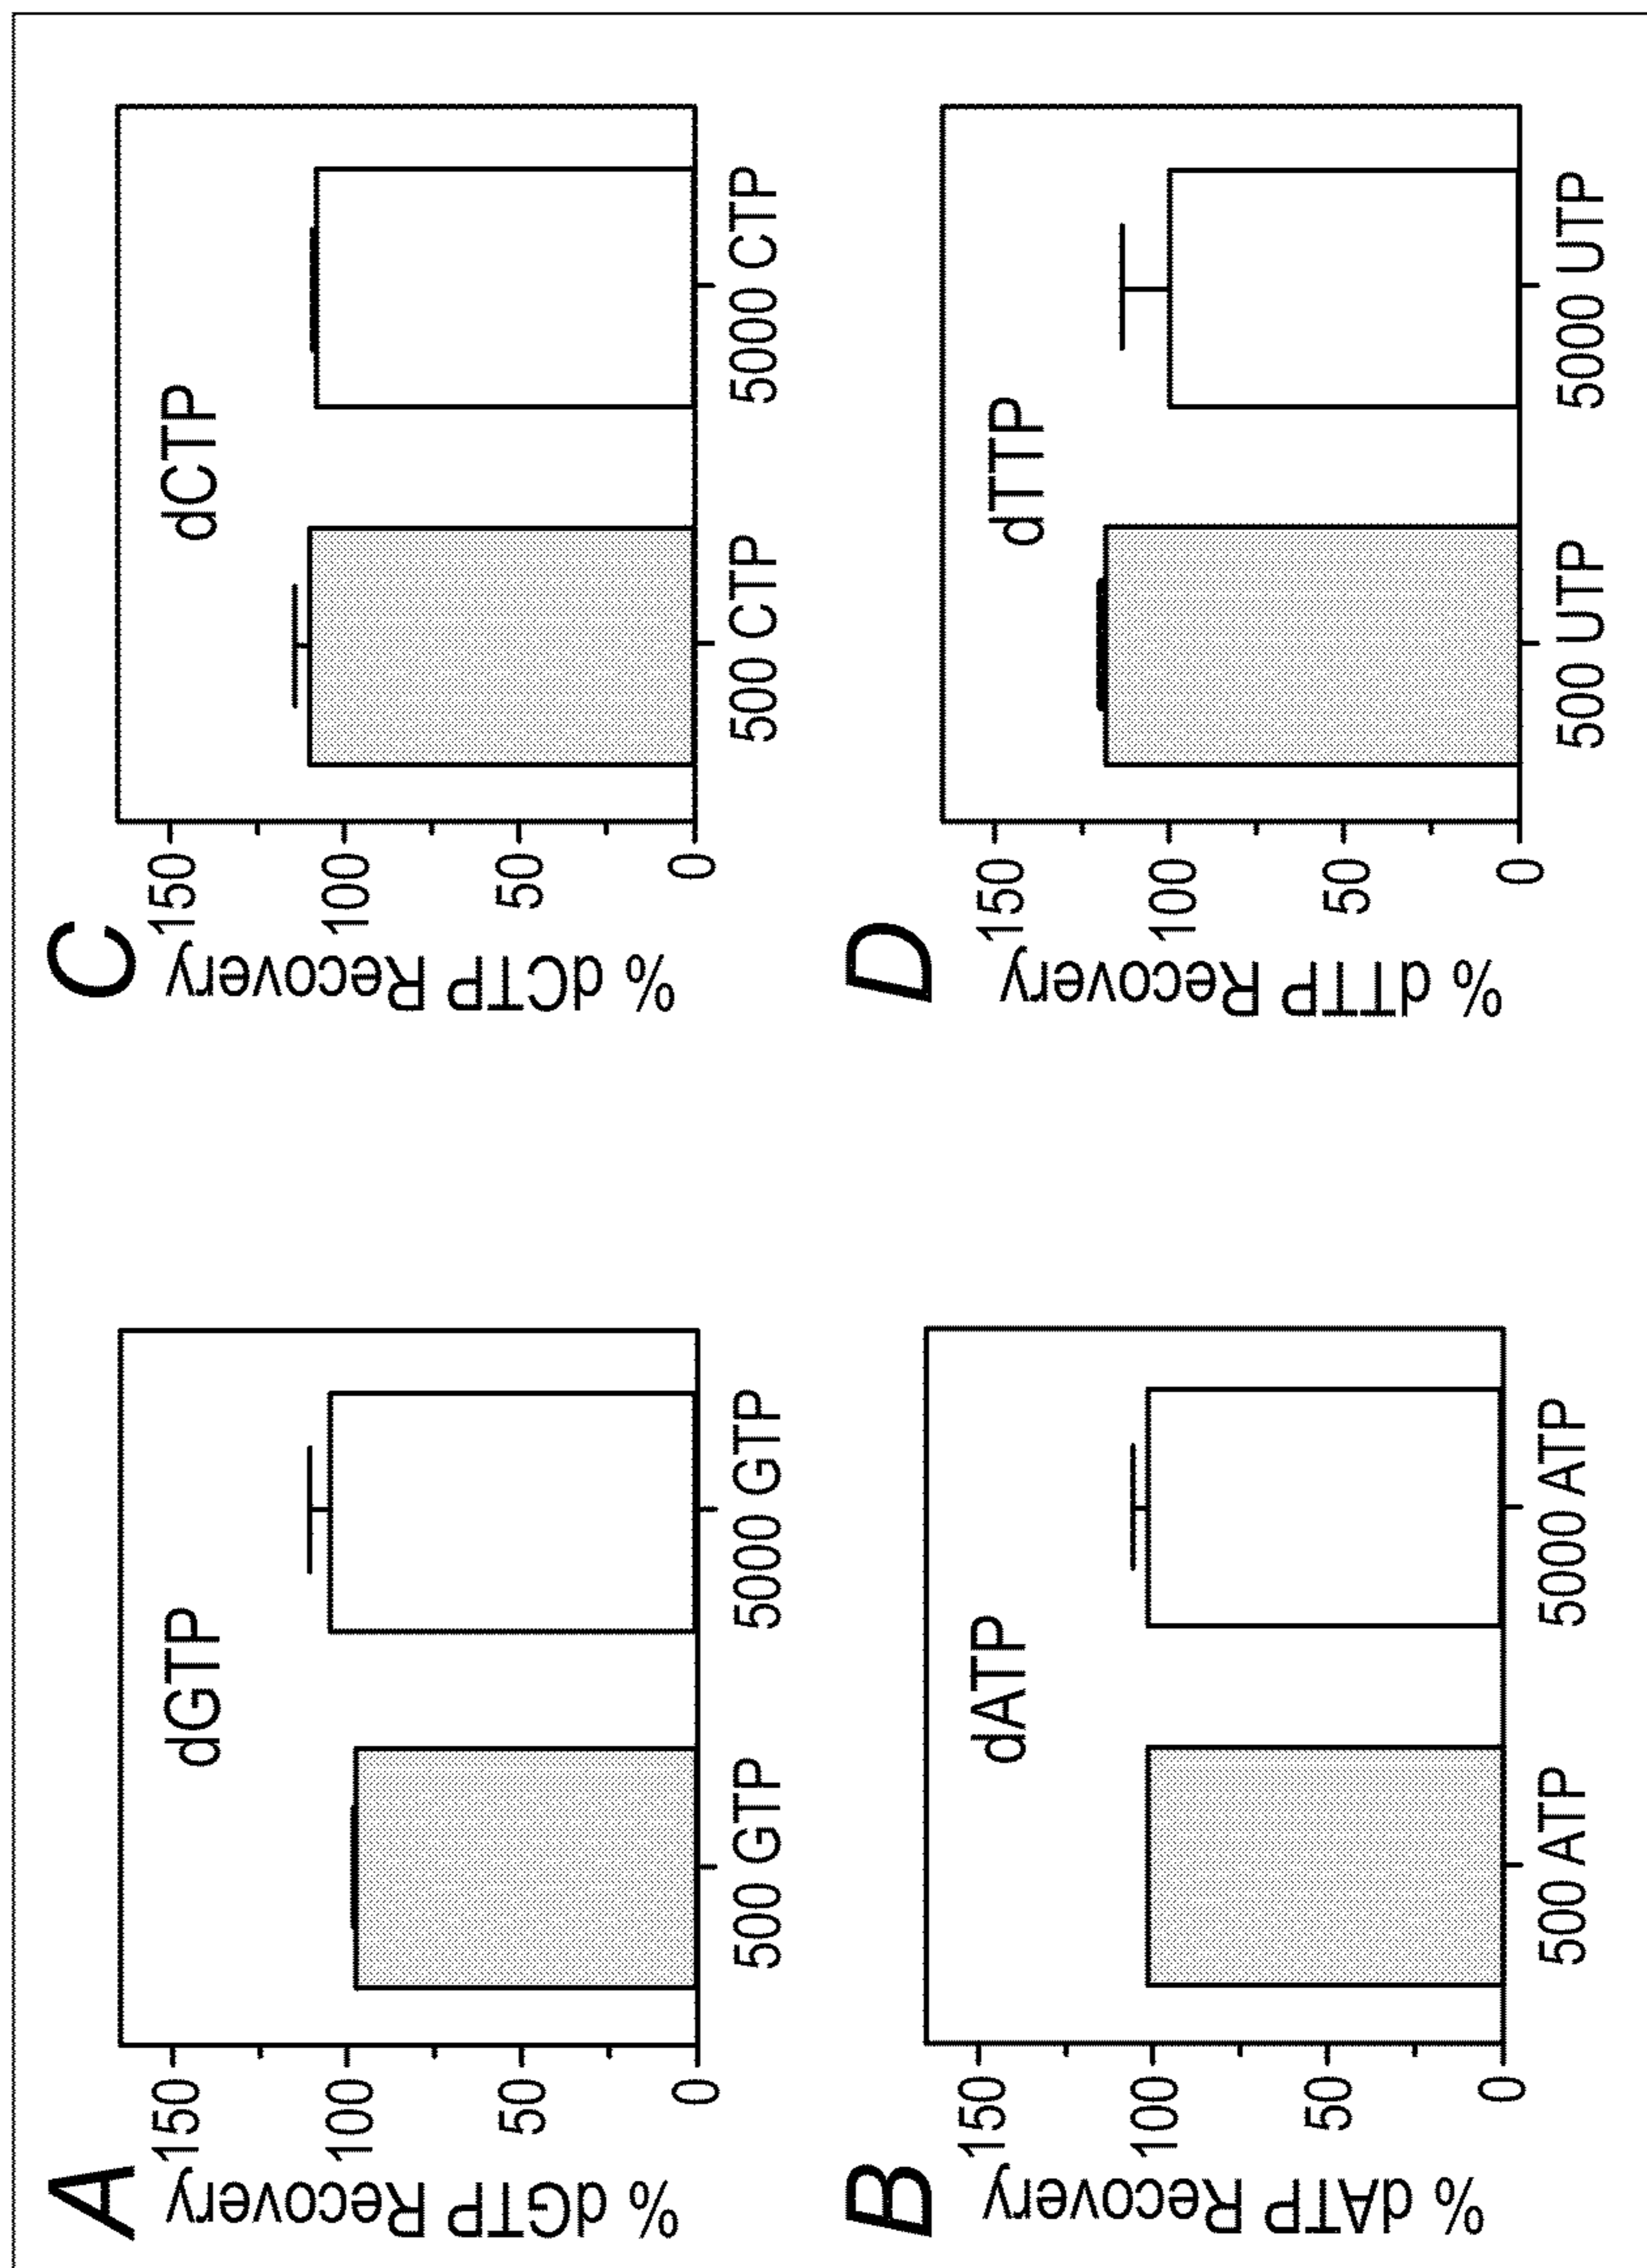 A
% dGTP Recovery
150
100
50
0
dGTP
500 GTP
5000 GTP
B
% dATP Recovery
150
100
50
0
dATP
500 ATP
5000 ATP
C
% dCTP Recovery
150
100
50
0
dCTP
500 CTP
5000 CTP
D
% dTTP Recovery
150
100
50
0
dTTP
500 UTP
5000 UTP